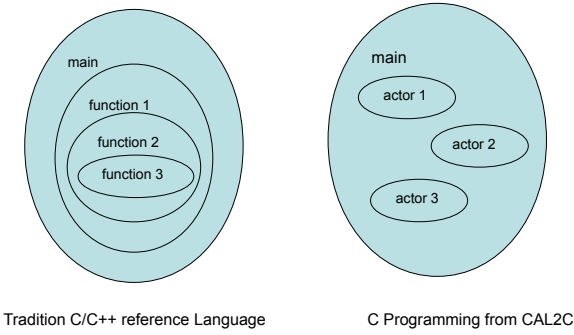 main
function 1
function 2
function 3
main
actor 1
actor 2
actor 3
Tradition C/C++ reference Language
C Programming from CAL2C